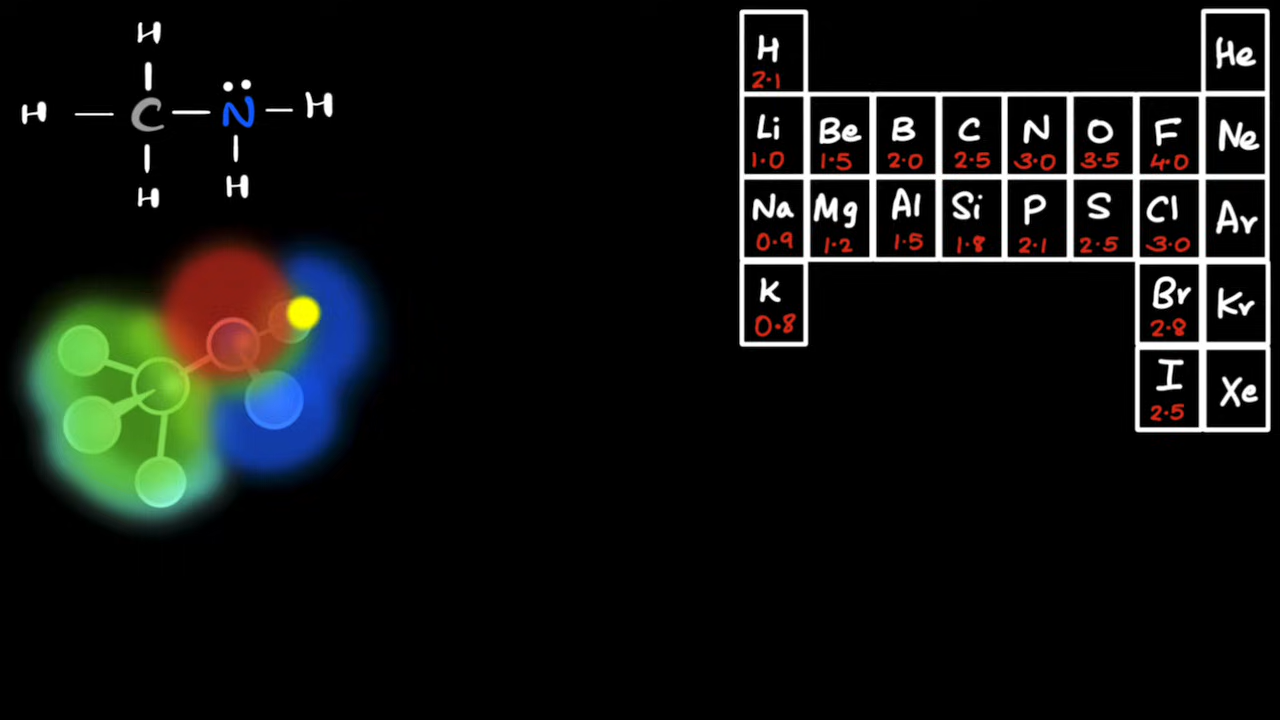 H
H — C — N — H
H H
H He
2.1
Li Be B C N O F Ne
1.0 1.5 2.0 2.5 3.0 3.5 4.0
Na Mg Al Si P S Cl Ar
0.9 1.2 1.5 1.8 2.1 2.5 3.0
K Br Kr
0.8 2.8
I Xe
2.5